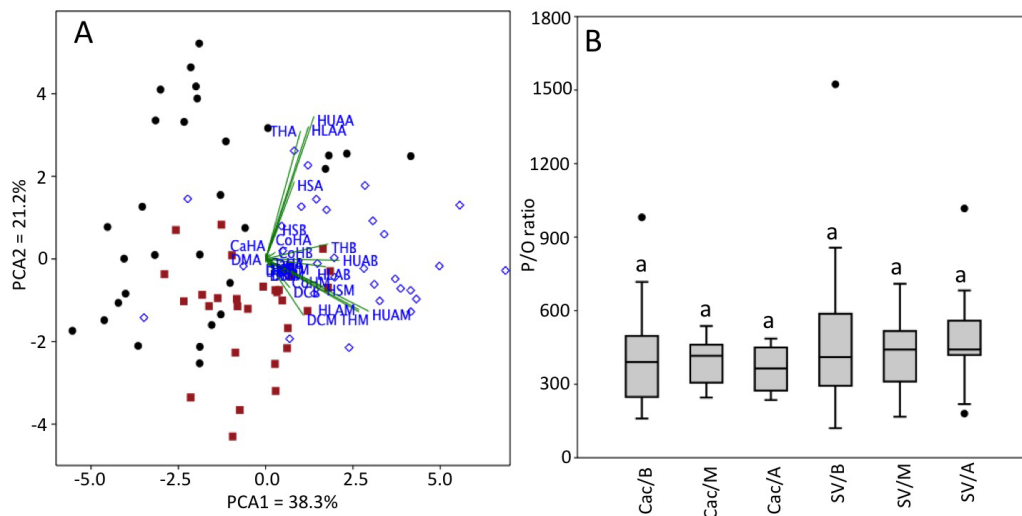 A
4
2
0
-2
-4
-5.0 -2.5 0.0 2.5 5.0
PCA1 = 38.3%
PCA2 = 21.2%
HUAA
THA HLAA
HSA
HSB
CaHA CoHA
THB
DMA CoHB
HUAB
HSM
DCB
HLAM
HUAM
DCM THM
B
1800
1500
1200
900
600
300
0
P/O ratio
a a a a a a
Cac/B Cac/M Cac/A SV/B SV/M SV/A